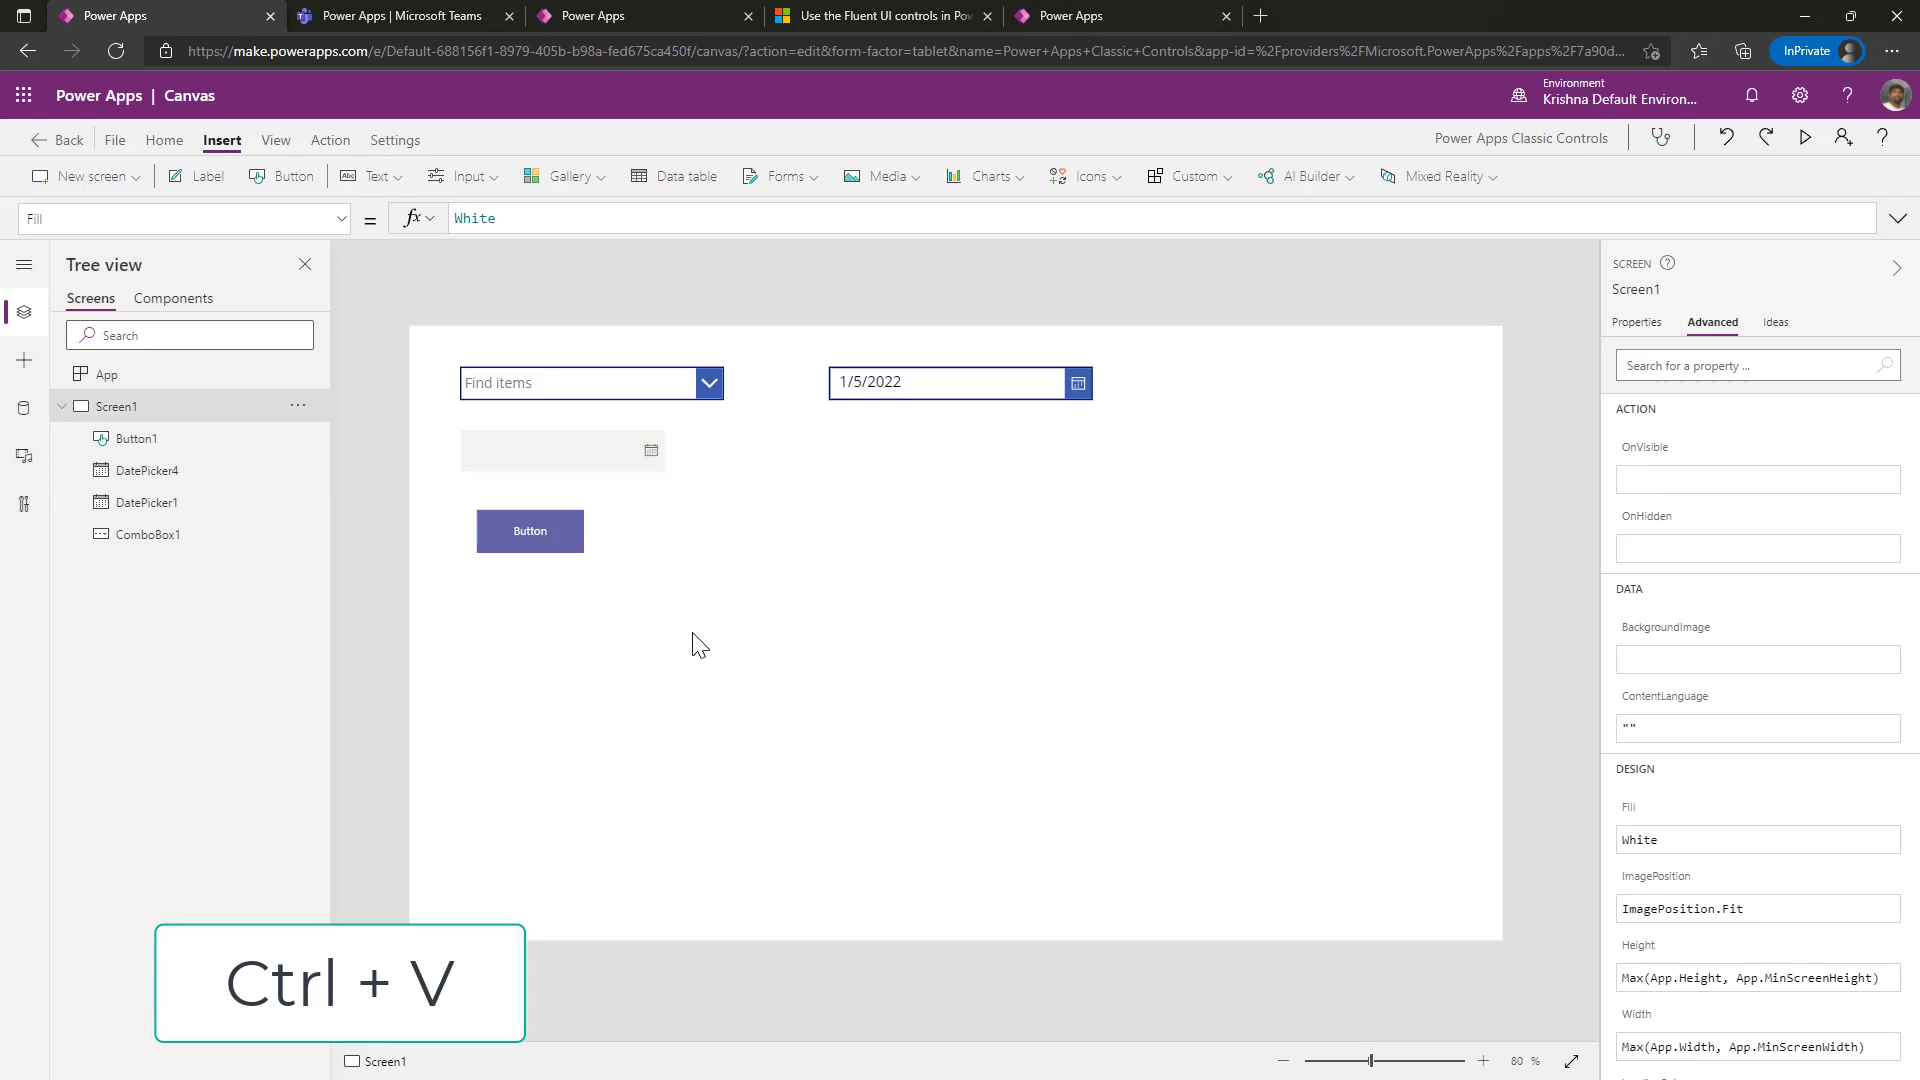 Power Apps
Power Apps | Microsoft Teams
Power Apps
Use the Fluent UI controls in Pow
Power Apps
https://make.powerapps.com/e/Default-688156f1-8979-405b-b98a-fed675ca450f/canvas/?action=edit&form-factor=tablet&name=Power+Apps+Classic+Controls&app-id=%2Fproviders%2FMicrosoft.PowerApps%2Fapps%2F7a90d...
InPrivate
Power Apps | Canvas
Environment
Krishna Default Environ...
Back
File
Home
Insert
View
Action
Settings
Power Apps Classic Controls
New screen
Label
Button
Text
Input
Gallery
Data table
Forms
Media
Charts
Icons
Custom
AI Builder
Mixed Reality
Fill
=
fx
White
Tree view
Screens
Components
Search
App
Screen1
Button1
DatePicker4
DatePicker1
ComboBox1
Find items
1/5/2022
Button
SCREEN
Screen1
Properties
Advanced
Ideas
Search for a property ...
ACTION
OnVisible
OnHidden
DATA
BackgroundImage
ContentLanguage
""
DESIGN
Fill
White
ImagePosition
ImagePosition.Fit
Height
Max(App.Height, App.MinScreenHeight)
Width
Max(App.Width, App.MinScreenWidth)
Ctrl + V
Screen1
80 %